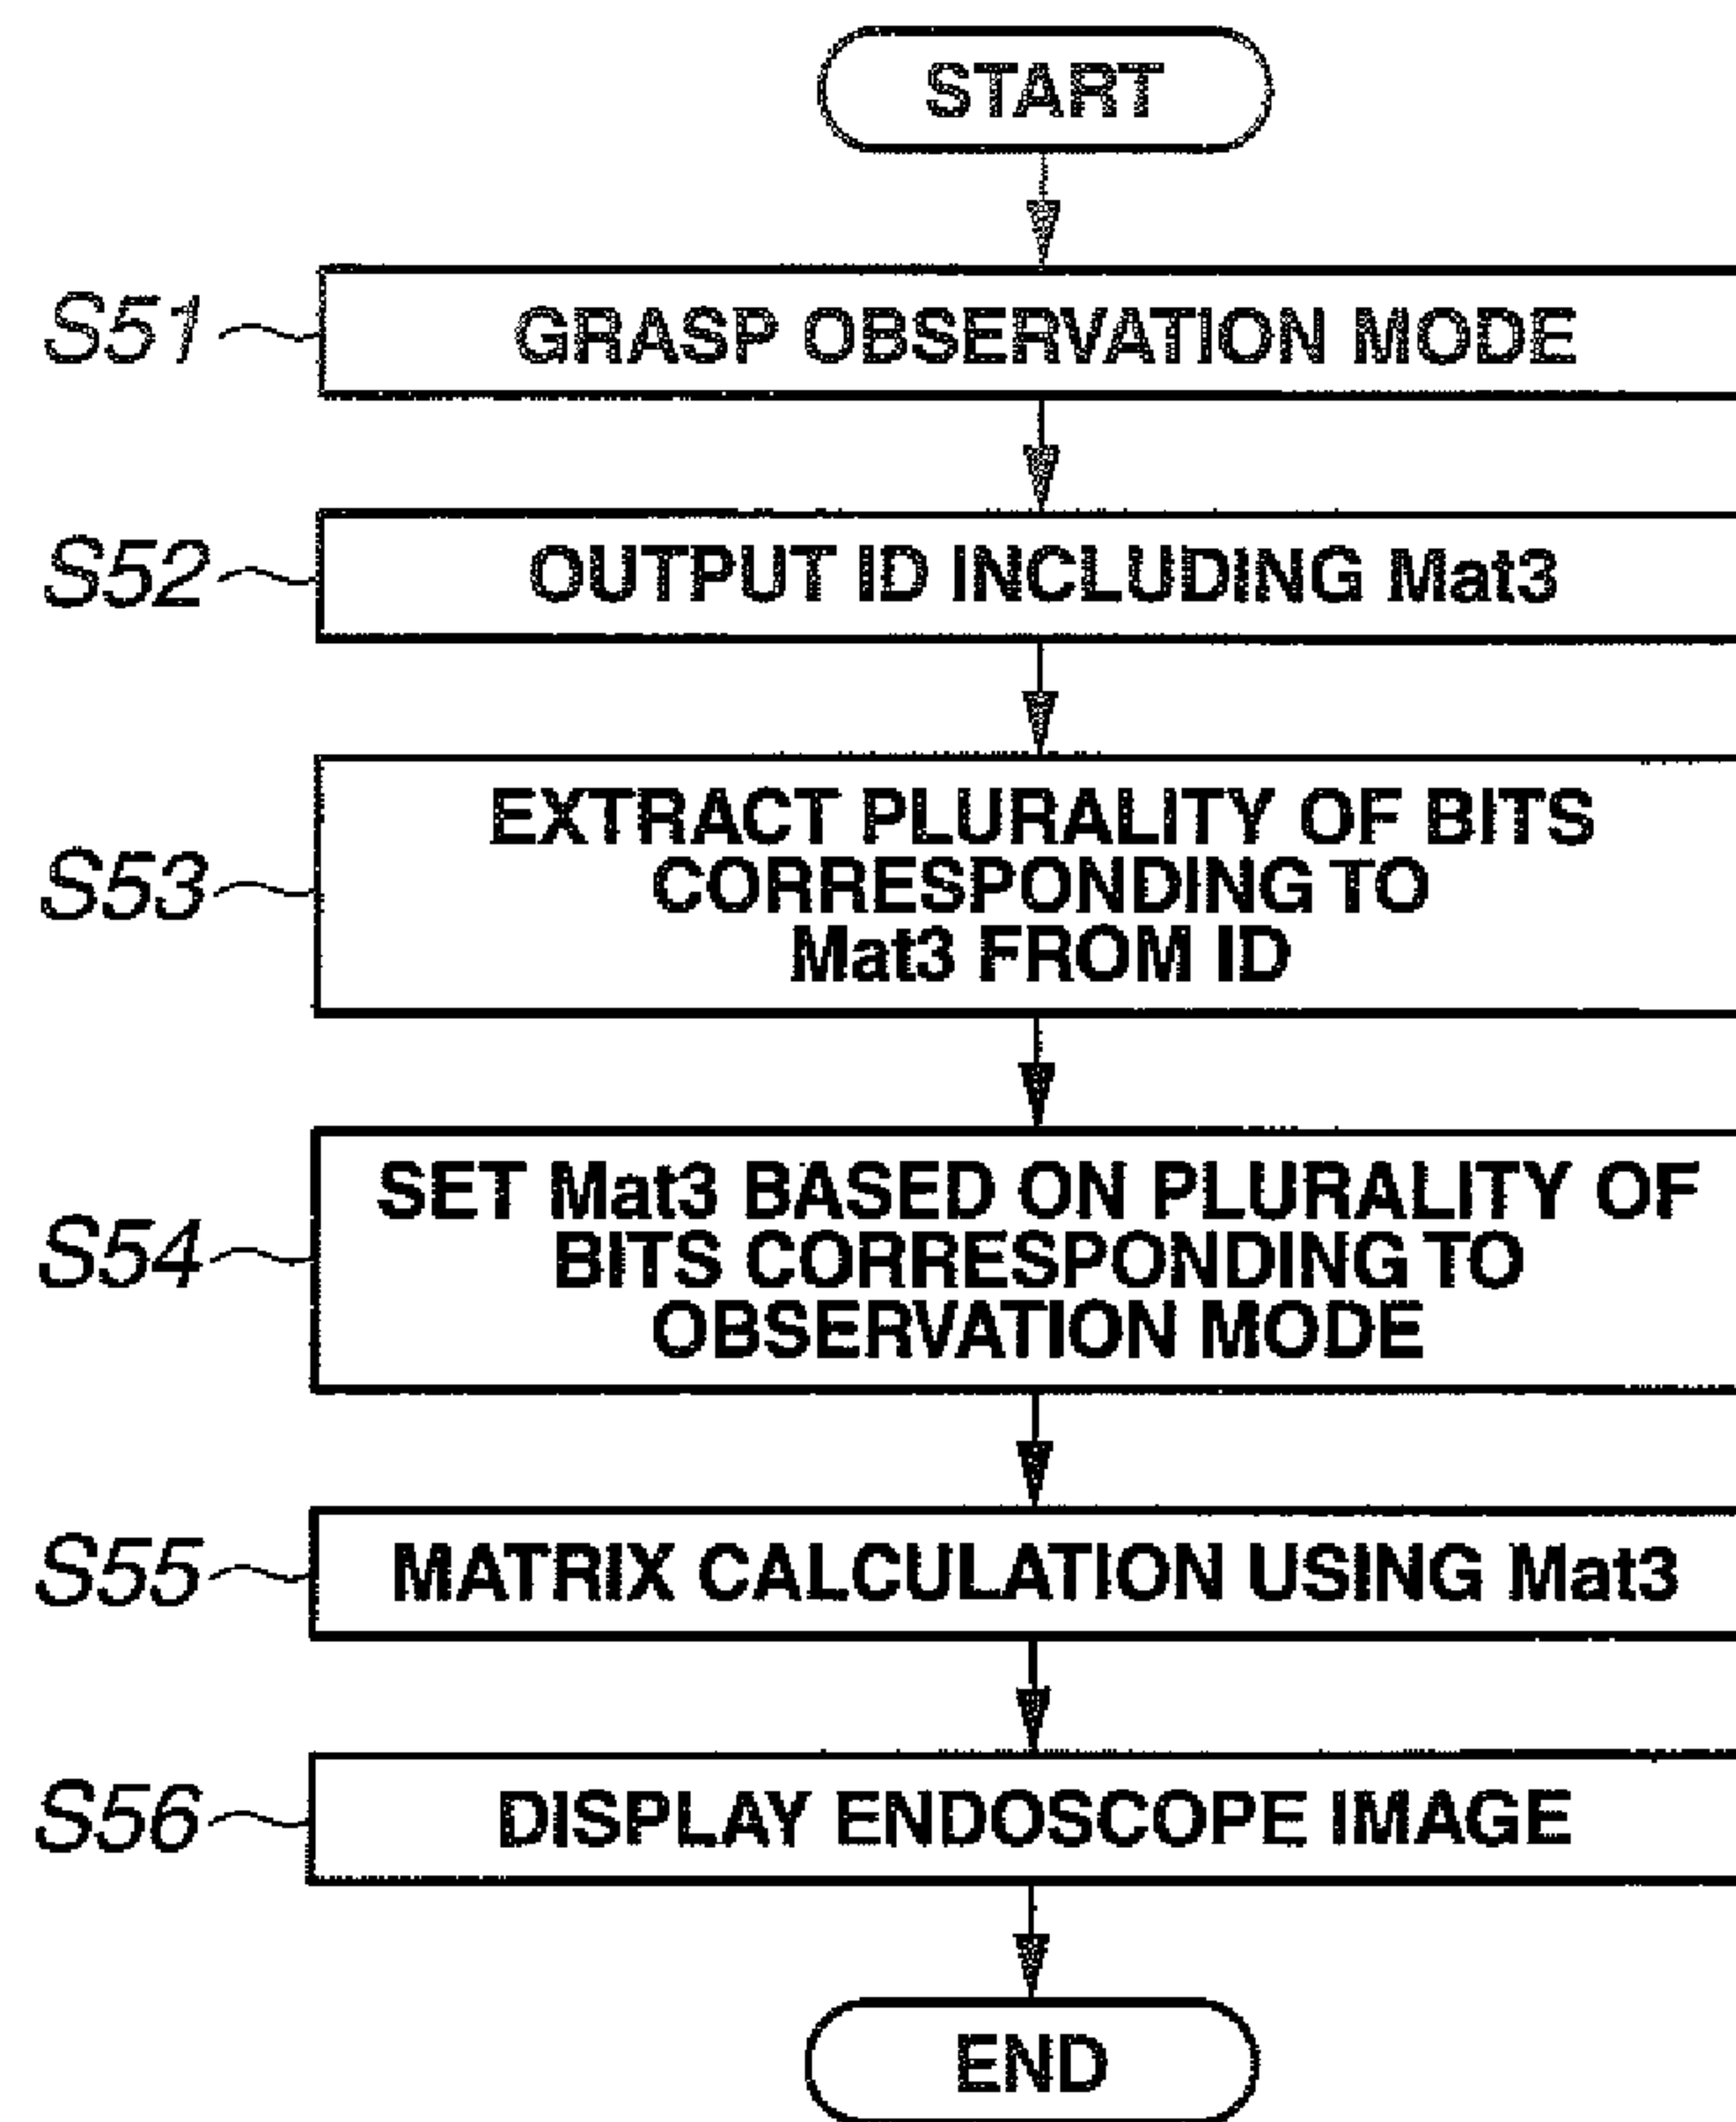 START
S51
GRASP OBSERVATION MODE
S52
OUTPUT ID INCLUDING Mat3
S53
EXTRACT PLURALITY OF BITS
CORRESPONDING TO
Mat3 FROM ID
S54
SET Mat3 BASED ON PLURALITY OF
BITS CORRESPONDING TO
OBSERVATION MODE
S55
MATRIX CALCULATION USING Mat3
S56
DISPLAY ENDOSCOPE IMAGE
END